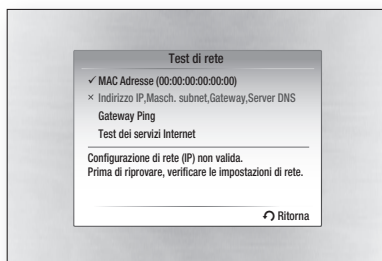 Test di rete
✓ MAC Adresse (00:00:00:00:00:00)
× Indirizzo IP,Masch. subnet,Gateway,Server DNS
Gateway Ping
Test dei servizi Internet
Configurazione di rete (IP) non valida.
Prima di riprovare, verificare le impostazioni di rete.
Ritorna